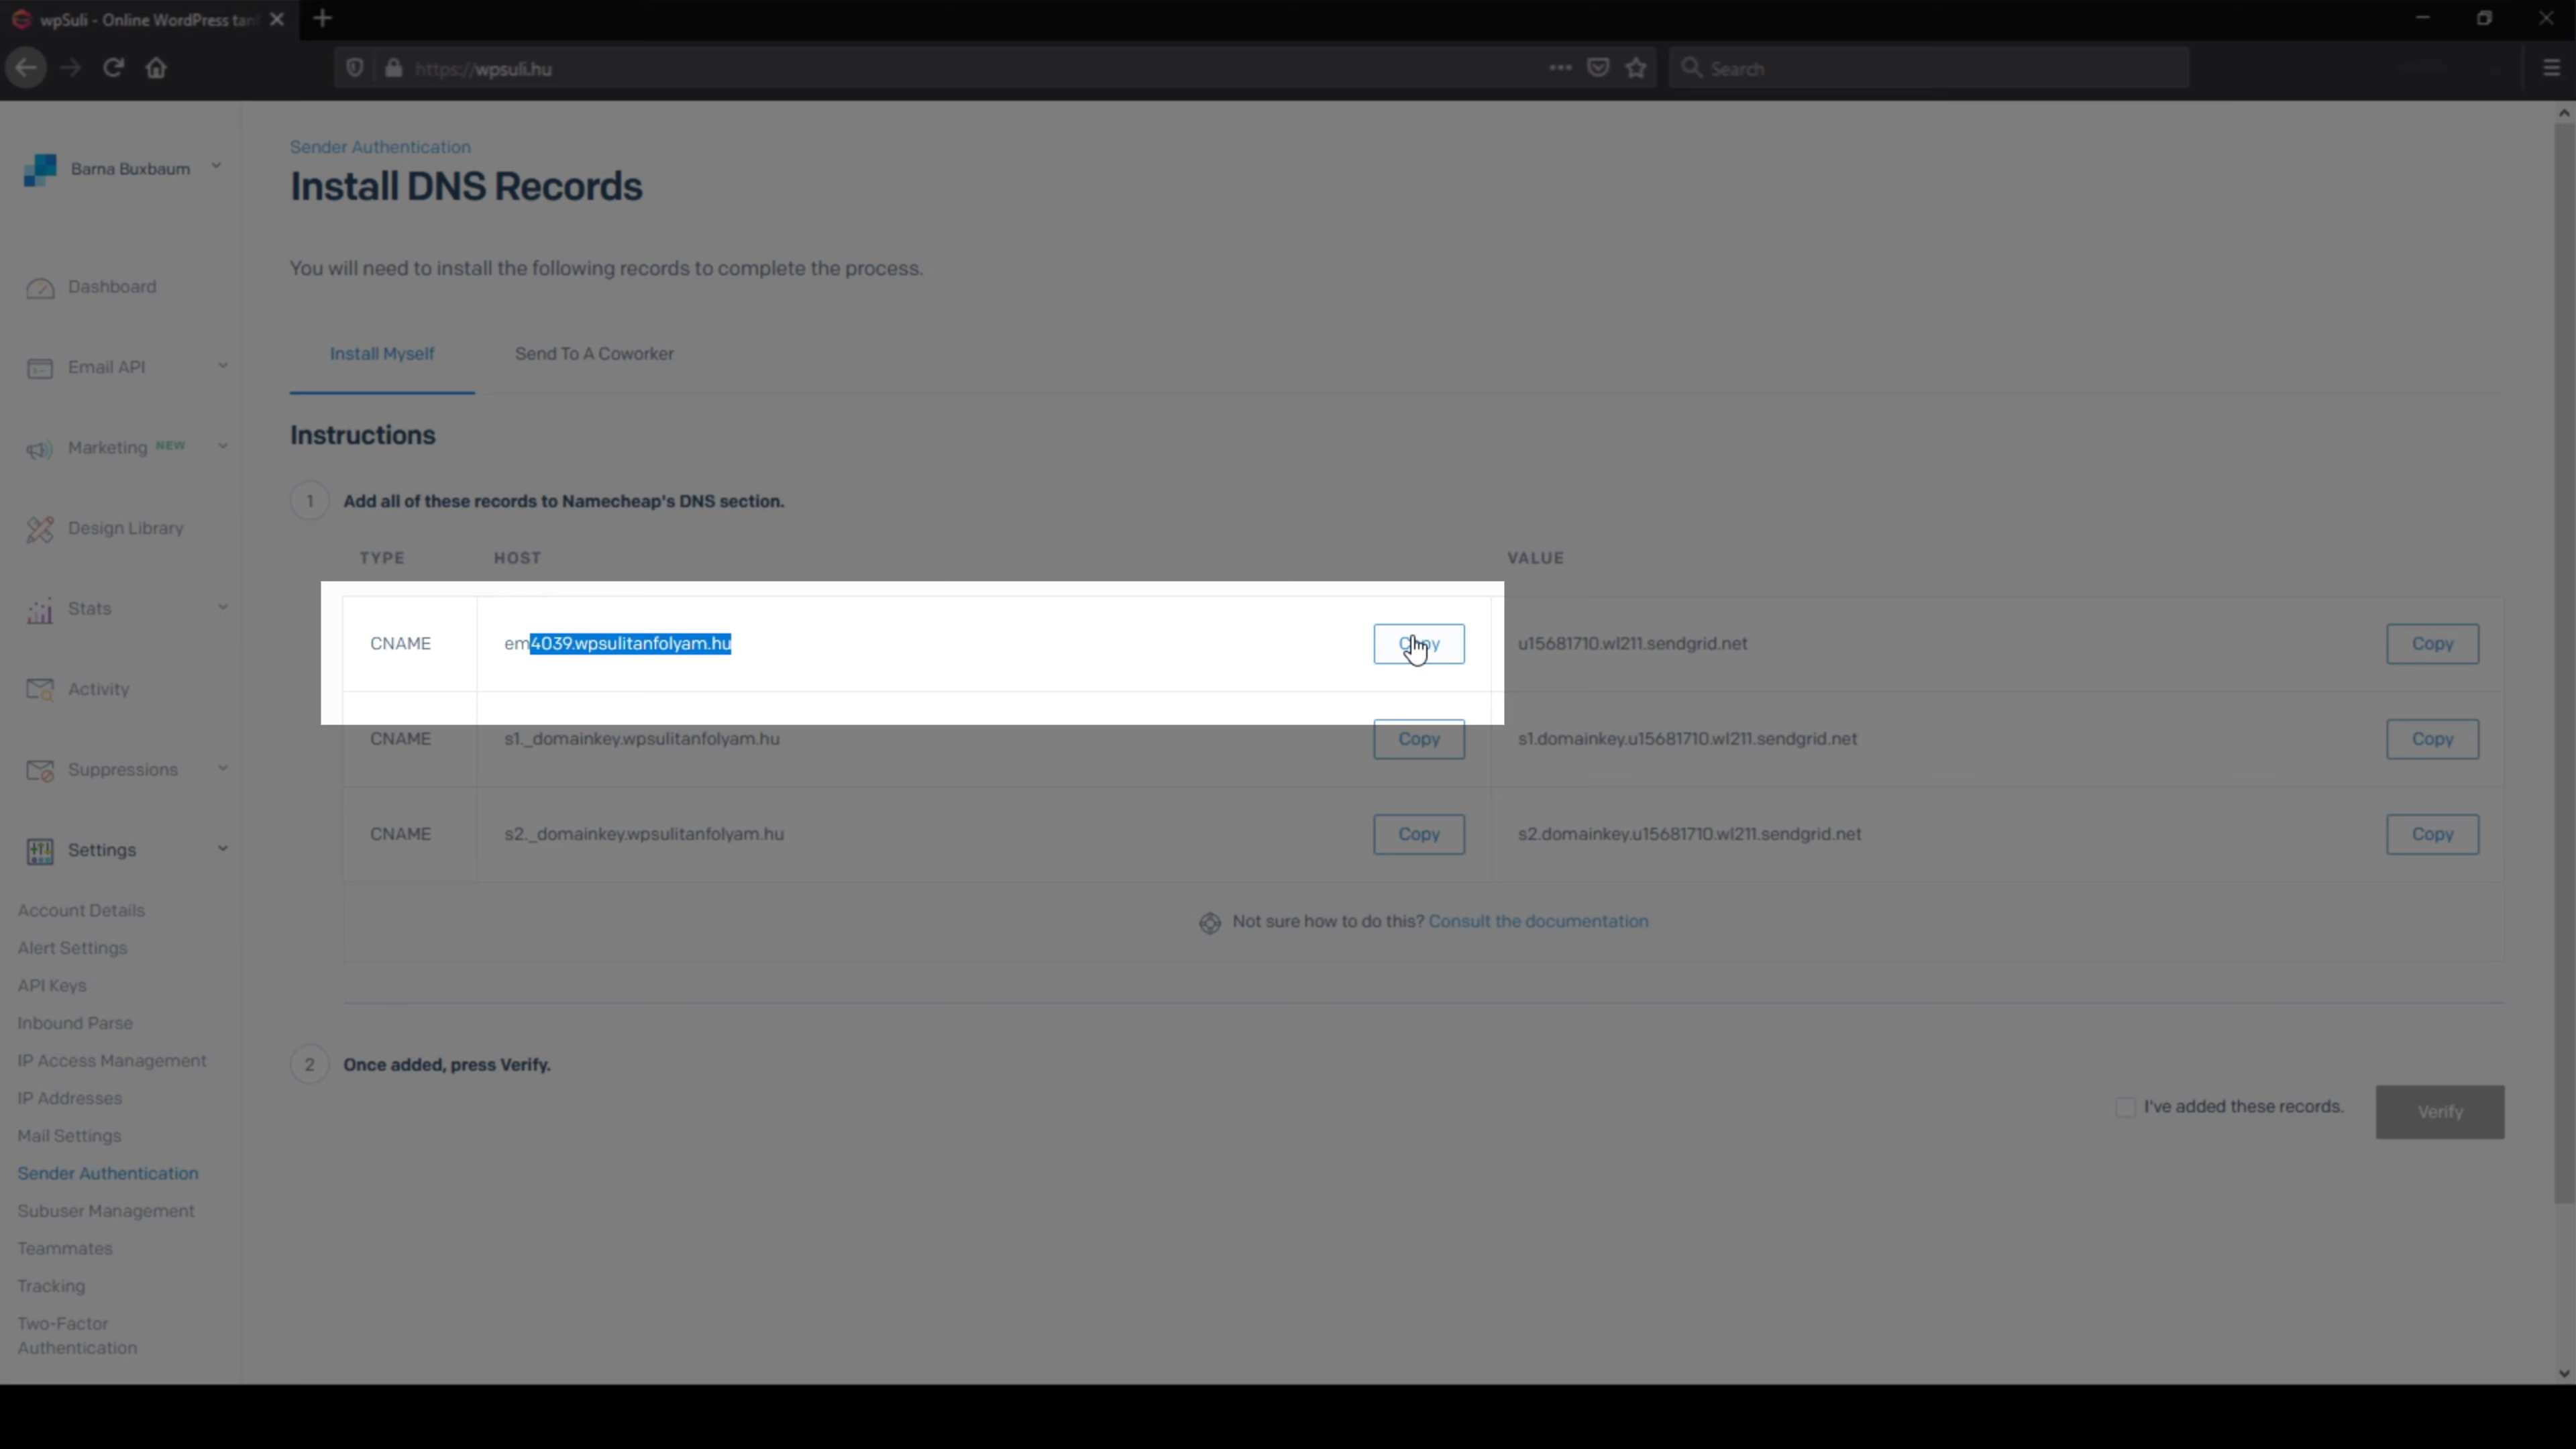 wpSuli - Online WordPress tan
https://wpsuli.hu
Search
Barna Buxbaum
Dashboard
Email API
Marketing NEW
Design Library
Stats
Activity
Suppressions
Settings
Account Details
Alert Settings
API Keys
Inbound Parse
IP Access Management
IP Addresses
Mail Settings
Sender Authentication
Subuser Management
Teammates
Tracking
Two-Factor
Authentication
Sender Authentication
Install DNS Records
You will need to install the following records to complete the process.
Install Myself Send To A Coworker
Instructions
1 Add all of these records to Namecheap's DNS section.
TYPE HOST VALUE
CNAME em4039.wpsulitanfolyam.hu Copy u15681710.wl211.sendgrid.net Copy
CNAME s1._domainkey.wpsulitanfolyam.hu Copy s1.domainkey.u15681710.wl211.sendgrid.net Copy
CNAME s2._domainkey.wpsulitanfolyam.hu Copy s2.domainkey.u15681710.wl211.sendgrid.net Copy
Not sure how to do this? Consult the documentation
2 Once added, press Verify.
I've added these records. Verify